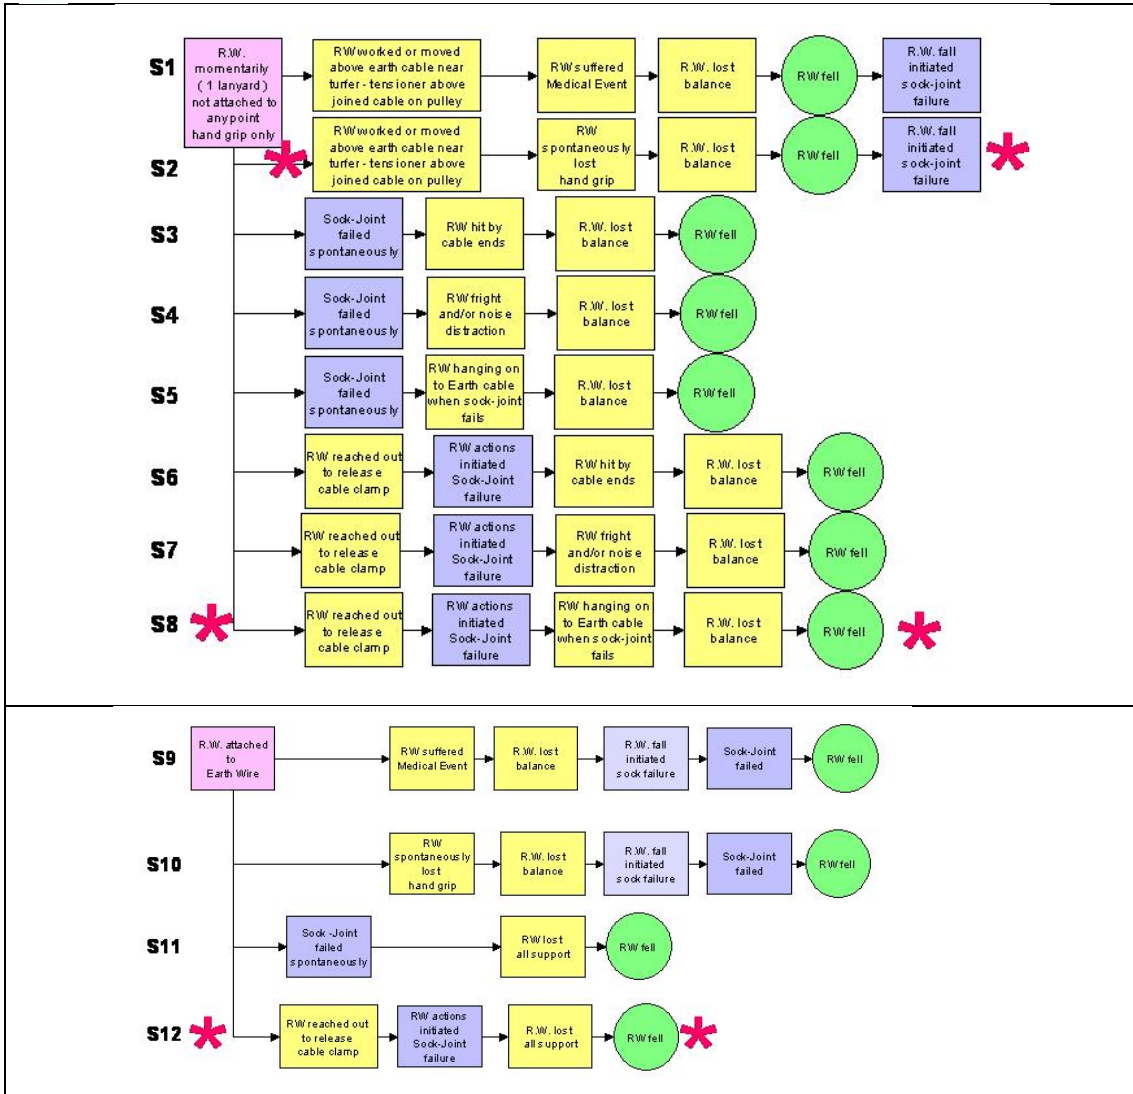 S1
R.W.
momentarily
( 1 lanyard )
not attached to
any point
hand grip only
RW worked or moved
above earth cable near
turfer - tensioner above
joined cable on pulley
RW suffered
Medical Event
R.W. lost
balance
RW fell
R.W. fall
initiated
sock-joint
failure
S2
RW worked or moved
above earth cable near
turfer - tensioner above
joined cable on pulley
RW
spontaneously
lost
hand grip
R.W. lost
balance
RW fell
R.W. fall
initiated
sock-joint
failure
S3
Sock-Joint
failed
spontaneously
RW hit by
cable ends
R.W. lost
balance
RW fell
S4
Sock-Joint
failed
spontaneously
RW fright
and/or noise
distraction
R.W. lost
balance
RW fell
S5
Sock-Joint
failed
spontaneously
RW hanging on
to Earth cable
when sock-joint
fails
R.W. lost
balance
RW fell
S6
RW reached out
to release
cable clamp
RW actions
initiated
Sock-Joint
failure
RW hit by
cable ends
R.W. lost
balance
RW fell
S7
RW reached out
to release
cable clamp
RW actions
initiated
Sock-Joint
failure
RW fright
and/or noise
distraction
R.W. lost
balance
RW fell
S8
RW reached out
to release
cable clamp
RW actions
initiated
Sock-Joint
failure
RW hanging on
to Earth cable
when sock-joint
fails
R.W. lost
balance
RW fell
S9
R.W. attached
to
Earth Wire
RW suffered
Medical Event
R.W. lost
balance
R.W. fall
initiated
sock failure
Sock-Joint
failed
RW fell
S10
RW
spontaneously
lost
hand grip
R.W. lost
balance
R.W. fall
initiated
sock failure
Sock-Joint
failed
RW fell
S11
Sock -Joint
failed
spontaneously
RW lost
all support
RW fell
S12
RW reached out
to release
cable clamp
RW actions
initiated
Sock-Joint
failure
R.W. lost
all support
RW fell